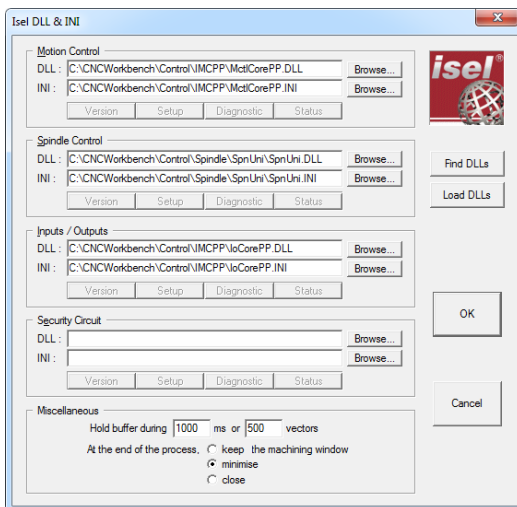 Isel DLL & INI
Motion Control
DLL : C:\CNCWorkbench\Control\IMCPP\MctlCorePP.DLL Browse...
INI : C:\CNCWorkbench\Control\IMCPP\MctlCorePP.INI Browse...
Version Setup Diagnostic Status
isel®
Spindle Control
DLL : C:\CNCWorkbench\Control\Spindle\SpnUni\SpnUni.DLL Browse...
INI : C:\CNCWorkbench\Control\Spindle\SpnUni\SpnUni.INI Browse...
Version Setup Diagnostic Status
Find DLLs
Load DLLs
Inputs / Outputs
DLL : C:\CNCWorkbench\Control\IMCPP\IoCorePP.DLL Browse...
INI : C:\CNCWorkbench\Control\IMCPP\IoCorePP.INI Browse...
Version Setup Diagnostic Status
OK
Security Circuit
DLL : Browse...
INI : Browse...
Version Setup Diagnostic Status
Cancel
Miscellaneous
Hold buffer during 1000 ms or 500 vectors
At the end of the process, keep the machining window
minimise
close